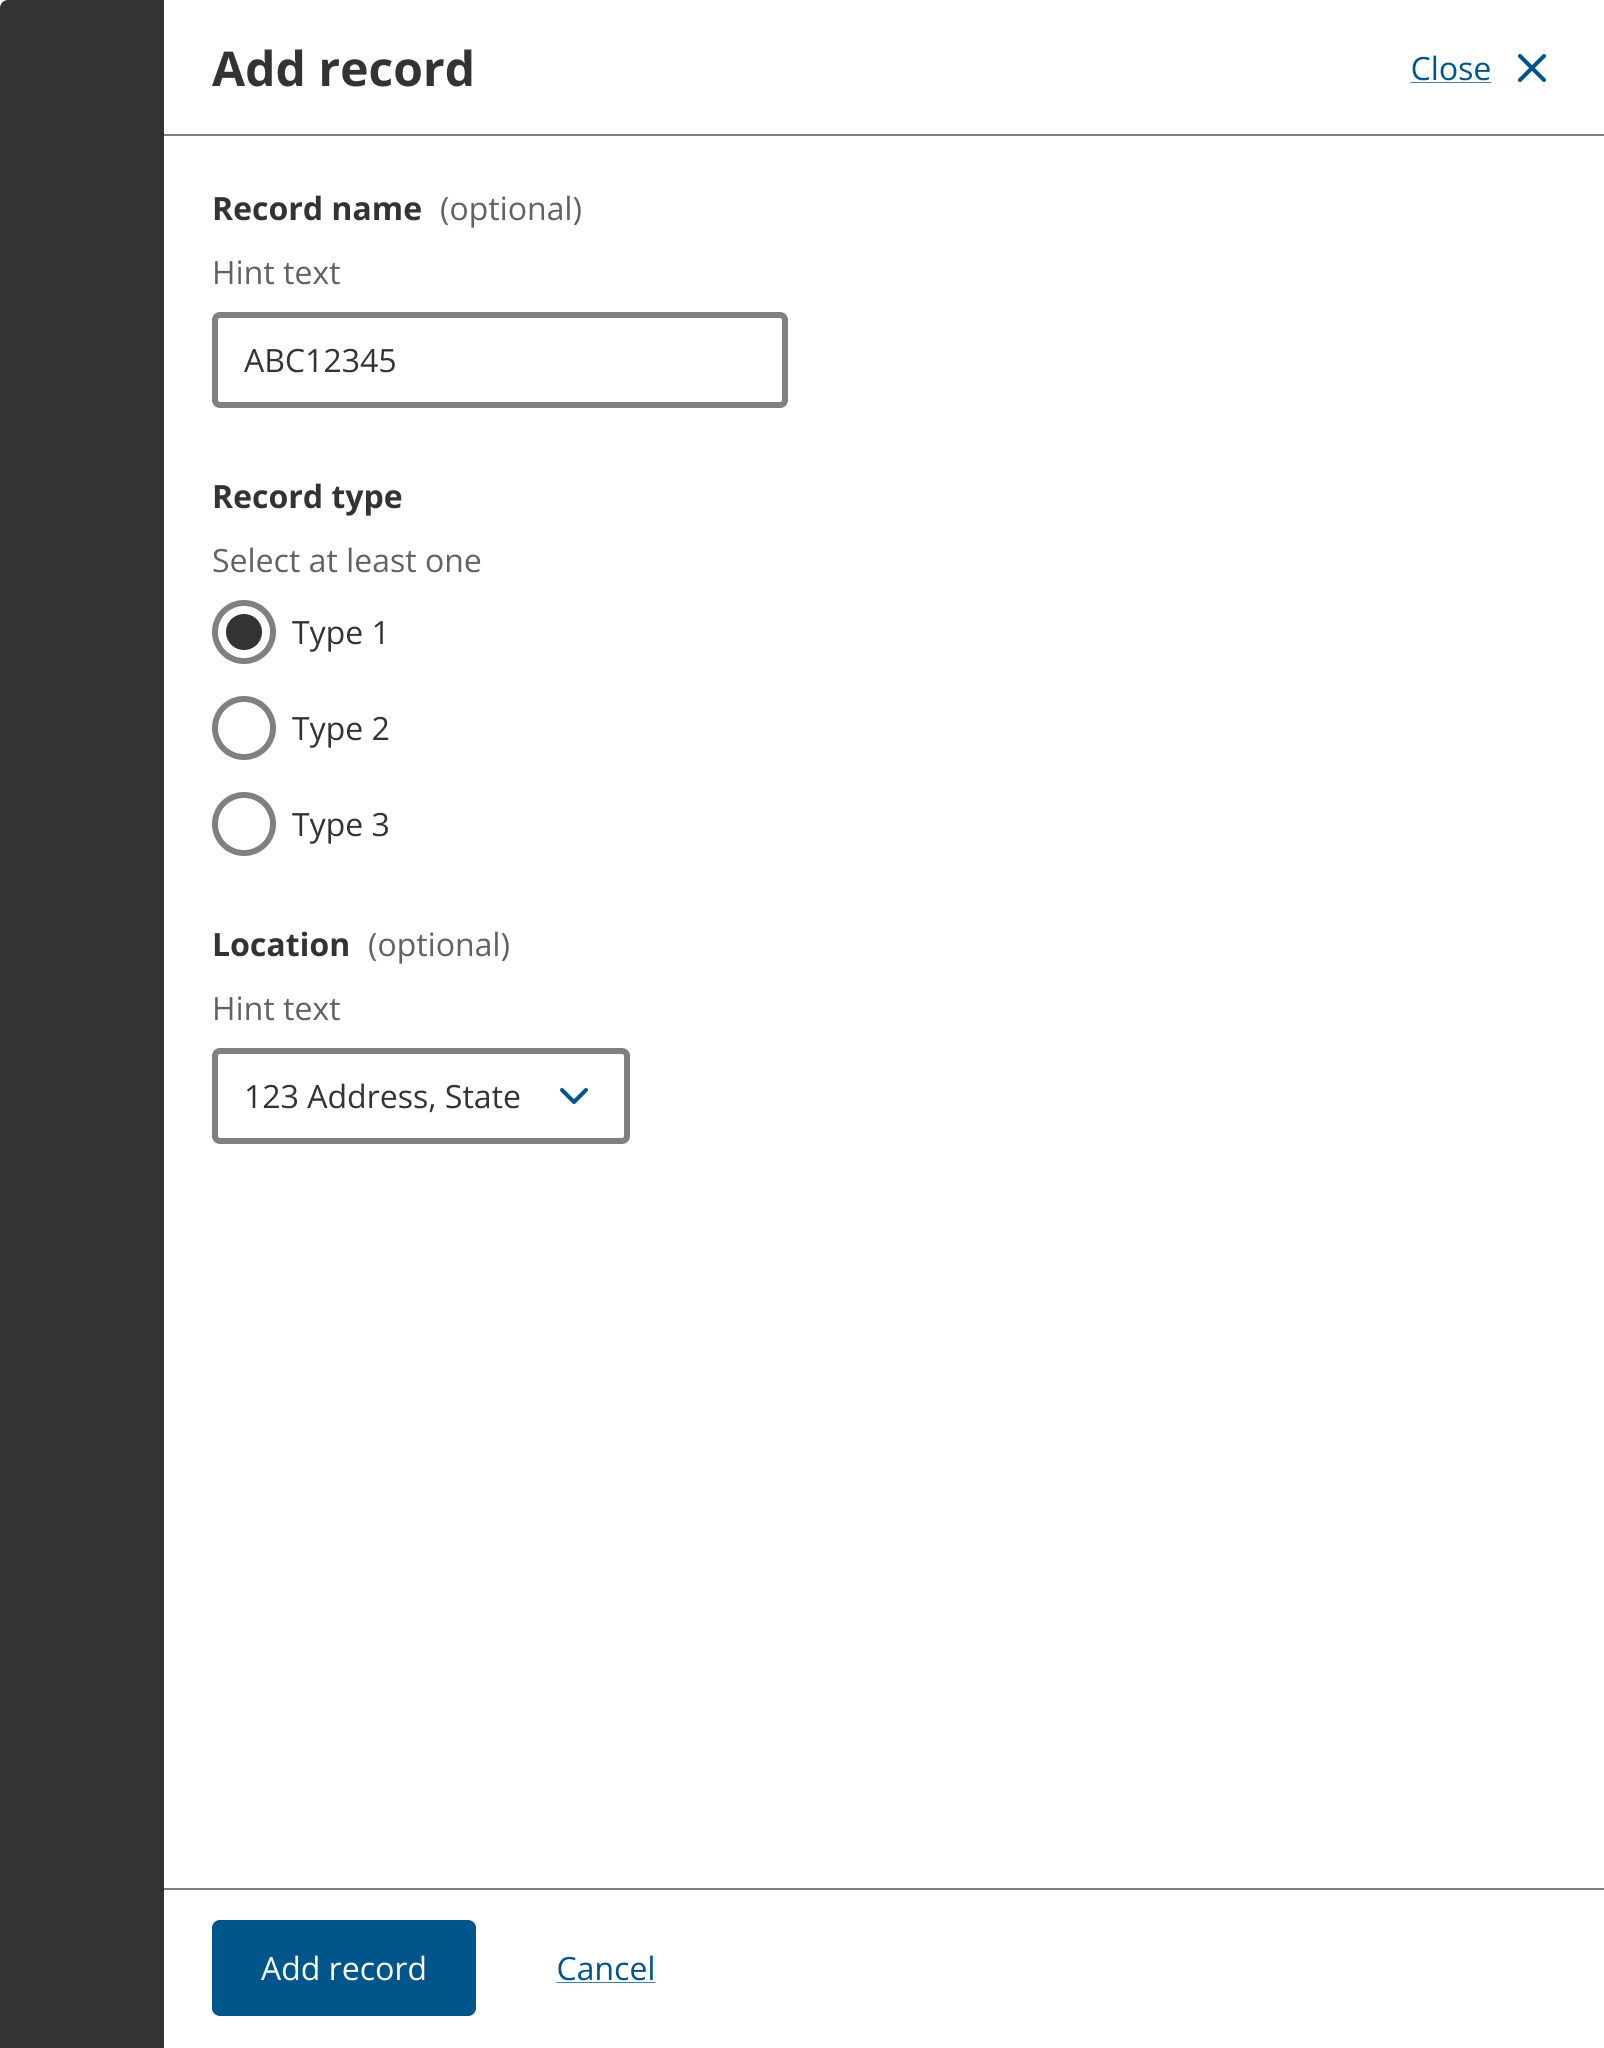 Add record
Close
Record name (optional)
Hint text
ABC12345
Record type
Select at least one
Type 1
Type 2
Type 3
Location (optional)
Hint text
123 Address, State
Add record
Cancel